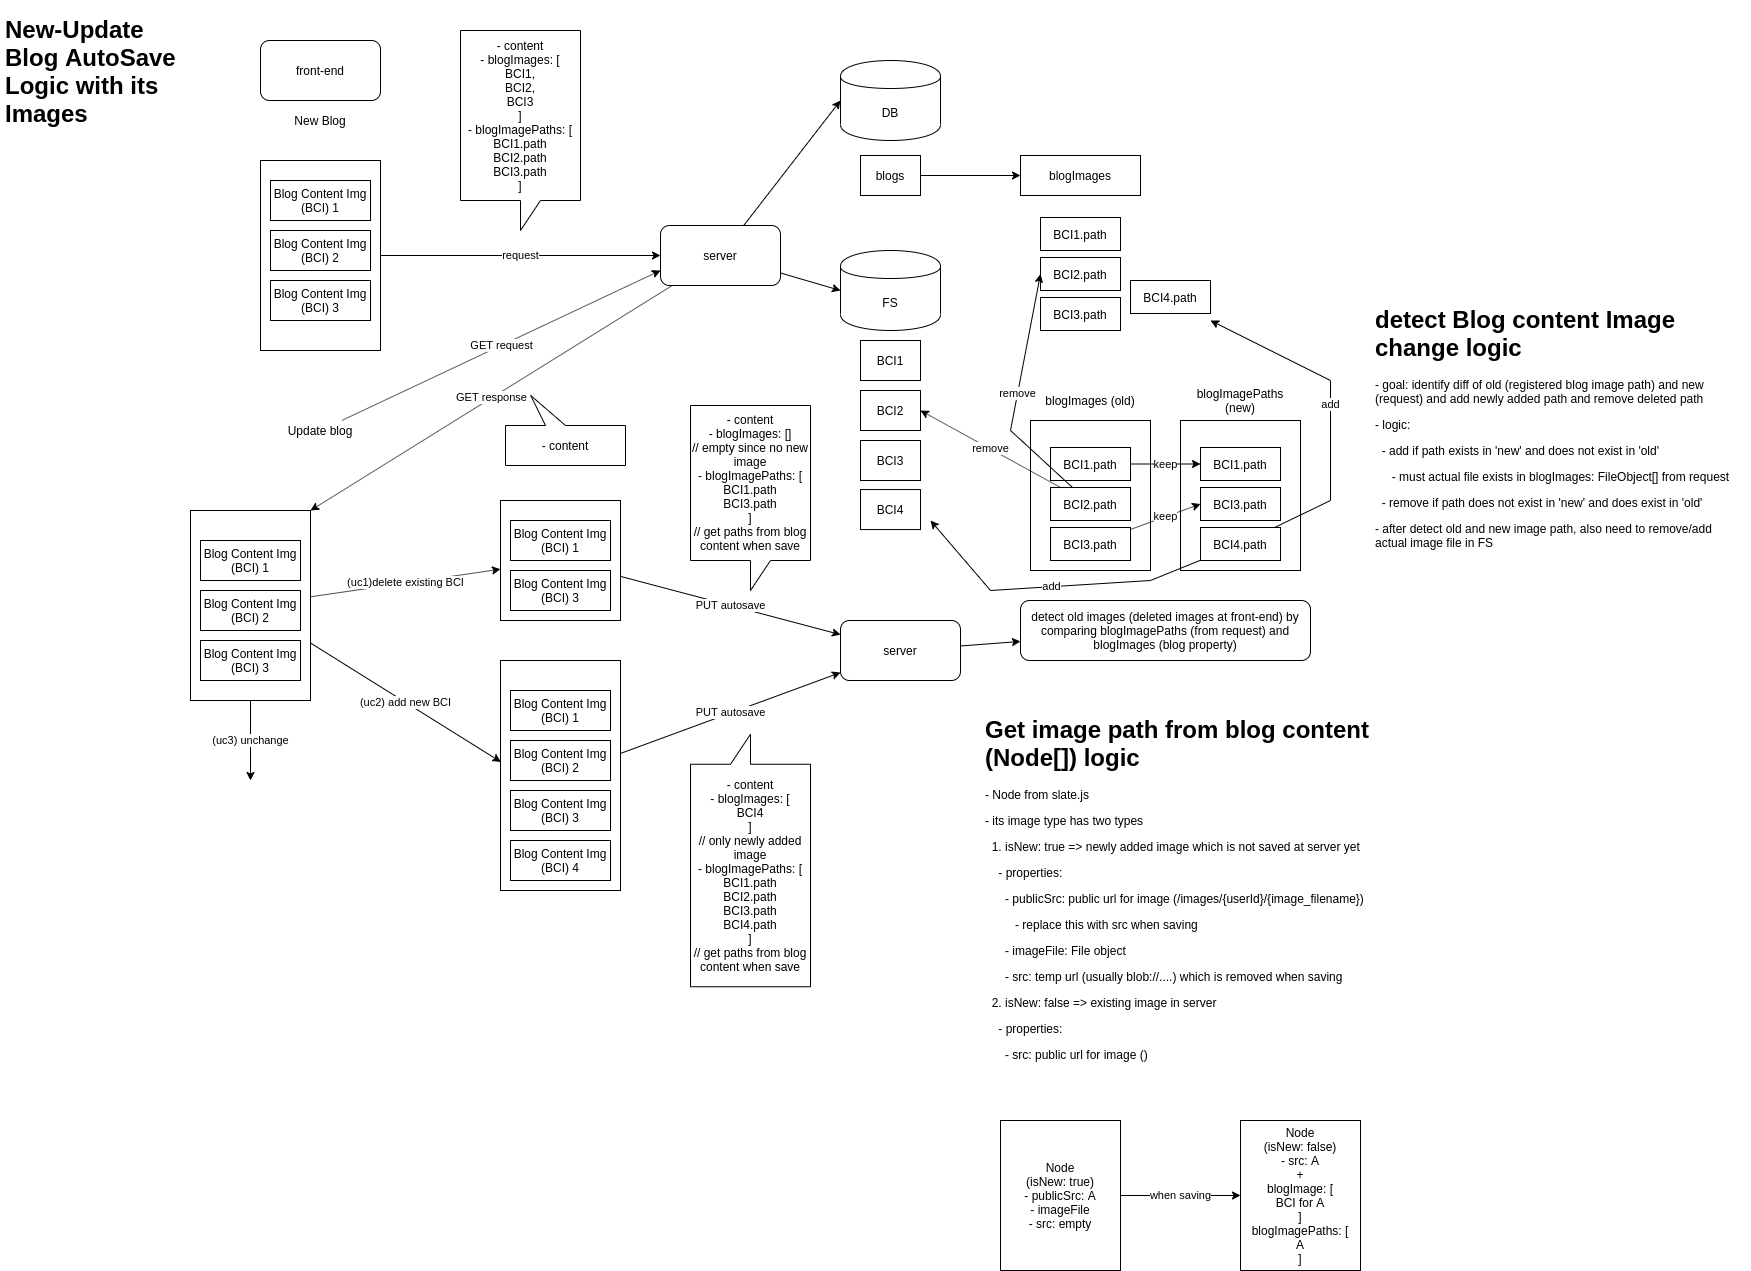 New-Update
Blog AutoSave
Logic with its
Images
front-end
New Blog
Blog Content Img
(BCI) 1
Blog Content Img
(BCI) 2
Blog Content Img
(BCI) 3
- content
- blogImages: [
BCI1,
BCI2,
BCI3
]
- blogImagePaths: [
BCI1.path
BCI2.path
BCI3.path
]
request
server
DB
blogs
blogImages
FS
BCI1
BCI2
BCI3
BCI4
BCI1.path
BCI2.path
BCI3.path
BCI4.path
GET request
GET response
Update blog
- content
Blog Content Img
(BCI) 1
Blog Content Img
(BCI) 2
Blog Content Img
(BCI) 3
(uc1)delete existing BCI
(uc2) add new BCI
(uc3) unchange
Blog Content Img
(BCI) 1
Blog Content Img
(BCI) 3
Blog Content Img
(BCI) 1
Blog Content Img
(BCI) 2
Blog Content Img
(BCI) 3
Blog Content Img
(BCI) 4
- content
- blogImages: []
// empty since no new
image
- blogImagePaths: [
BCI1.path
BCI3.path
]
// get paths from blog
content when save
PUT autosave
PUT autosave
- content
- blogImages: [
BCI4
]
// only newly added
image
- blogImagePaths: [
BCI1.path
BCI2.path
BCI3.path
BCI4.path
]
// get paths from blog
content when save
server
remove
remove
blogImages (old)
BCI1.path
BCI2.path
BCI3.path
keep
keep
blogImagePaths
(new)
BCI1.path
BCI3.path
BCI4.path
add
add
detect old images (deleted images at front-end) by
comparing blogImagePaths (from request) and
blogImages (blog property)
detect Blog content Image
change logic
- goal: identify diff of old (registered blog image path) and new
(request) and add newly added path and remove deleted path
- logic:
- add if path exists in 'new' and does not exist in 'old'
- must actual file exists in blogImages: FileObject[] from request
- remove if path does not exist in 'new' and does exist in 'old'
- after detect old and new image path, also need to remove/add
actual image file in FS
Get image path from blog content
(Node[]) logic
- Node from slate.js
- its image type has two types
1. isNew: true => newly added image which is not saved at server yet
- properties:
- publicSrc: public url for image (/images/{userId}/{image_filename})
- replace this with src when saving
- imageFile: File object
- src: temp url (usually blob://....) which is removed when saving
2. isNew: false => existing image in server
- properties:
- src: public url for image ()
Node
(isNew: true)
- publicSrc: A
- imageFile
- src: empty
when saving
Node
(isNew: false)
- src: A
+
blogImage: [
BCI for A
]
blogImagePaths: [
A
]